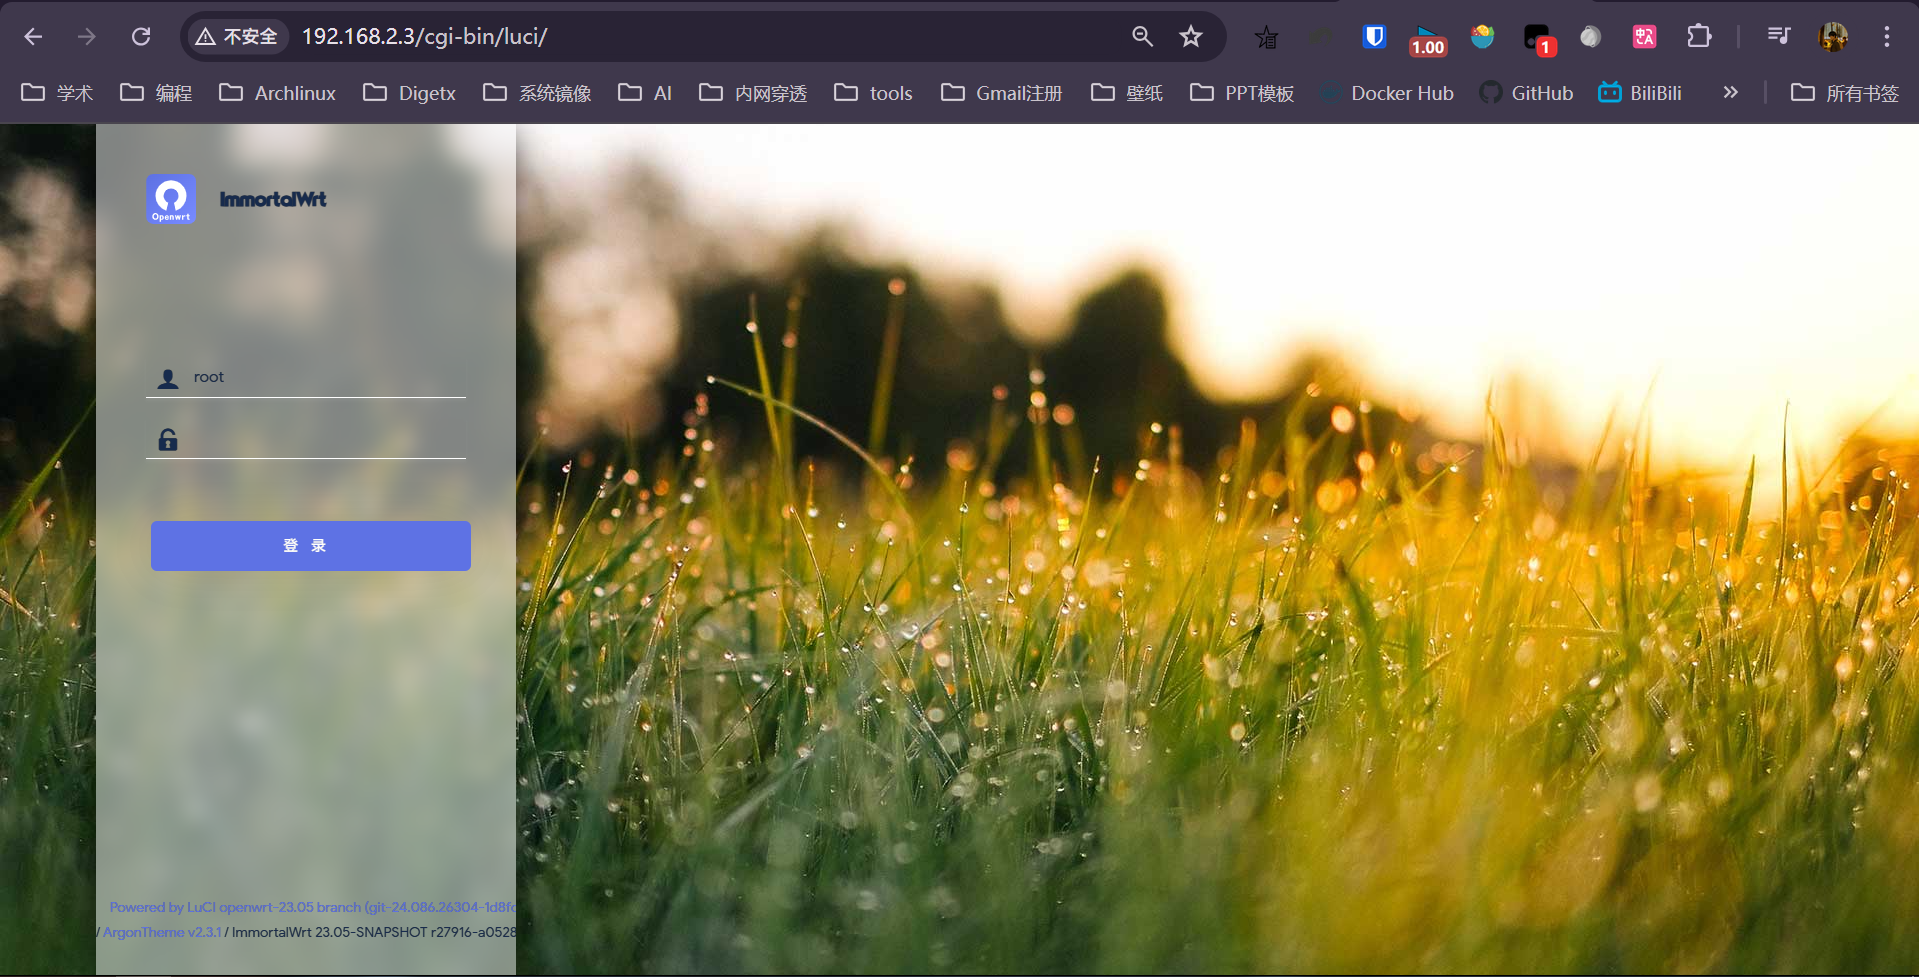 不安全 192.168.2.3/cgi-bin/luci/ 1.00 1
学术 编程 Archlinux Digetx 系统镜像 AI 内网穿透 tools Gmail注册 壁纸 PPT模板 Docker Hub GitHub BiliBili » 所有书签
Openwrt
ImmortalWrt
root
登 录
Powered by LuCI openwrt-23.05 branch (git-24.086.26304-1d8fc
/ ArgonTheme v2.3.1 / ImmortalWrt 23.05-SNAPSHOT r27916-a0528